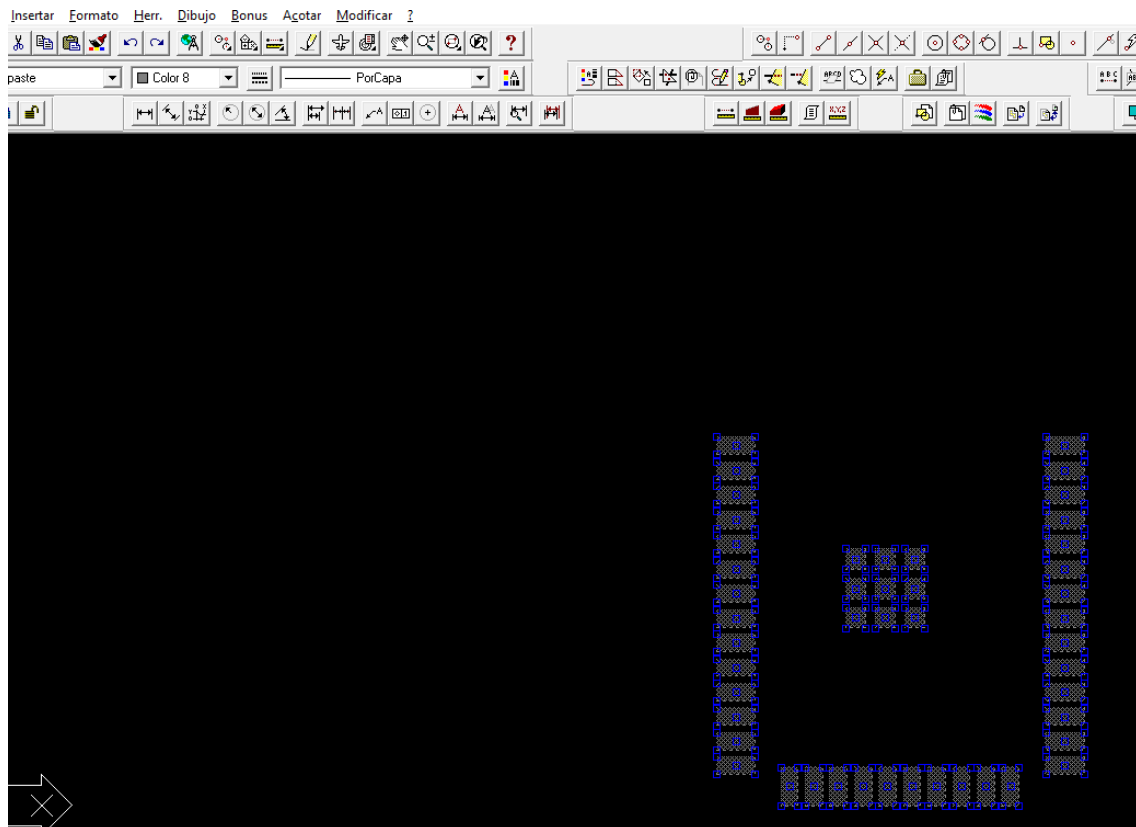 Insertar Formato Herr. Dibujo Bonus Acotar Modificar ?
paste Color 8 PorCapa
X,Y,Z
X